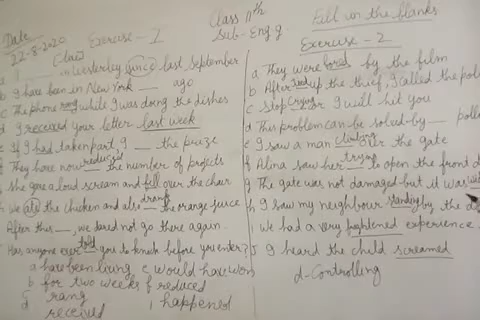 Date
22-8-2020
Class 11th
Sub-Eng g
Fill in the blanks
Exercise-1
a
in Westerley since last September
b I have been in New York ___ ago
c The phone rang while I was doing the dishes
d I received your letter last week
e If I had taken part I ___ the prize
f They have now reduced the number of projects
She gave a loud scream and fell over the chair
h We ate the chicken and also drank the orange juice
After this __, we dared not go there again.
Has anyone ever told you to knock before you enter?
a have been living e would have won
b for two weeks f reduced
rang
received i happened
Exercise-2
a They were bored by the film
b After up the thief, I called the
c Stop crying or I will hit you
d This problem can be solved by ___
e I saw a man climbing over the gate
f Alina saw her trying to open the front d
g The gate was not damaged but it was
h I saw my neighbour standing by the
i we had a very frightened experience.
j I heard the child screamed
d-Controlling